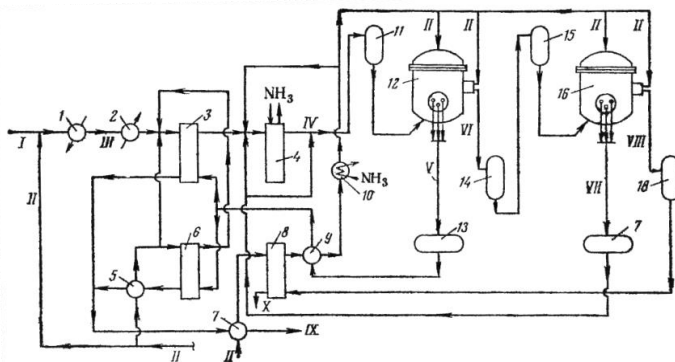 II II II II
11
15
1 2 3
NH₃
12
16
I III
IV
4
VI
VIII
NH₃
10
II
V
14
VII
18
6
8
9
13
7
5
X
7
IX
II
II